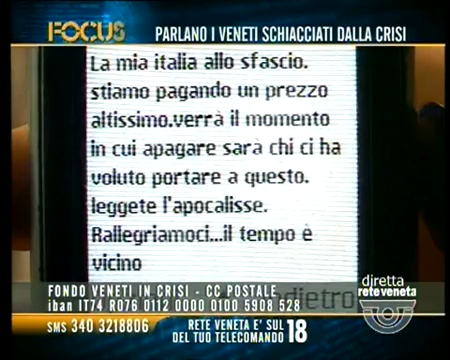 FOCUS
PARLANO I VENETI SCHIACCIATI DALLA CRISI
La mia italia allo sfascio.
stiamo pagando un prezzo
altissimo.verrà il momento
in cui apagare sarà chi ci ha
voluto portare a questo.
leggete l'apocalisse.
Rallegriamoci...il tempo è
vicino
Indietro
FONDO VENETI IN CRISI - CC POSTALE
iban IT74 R076 0112 0000 0100 5908 528
diretta
reteveneta
SMS 340 3218806
RETE VENETA E' SUL
DEL TUO TELECOMANDO 18